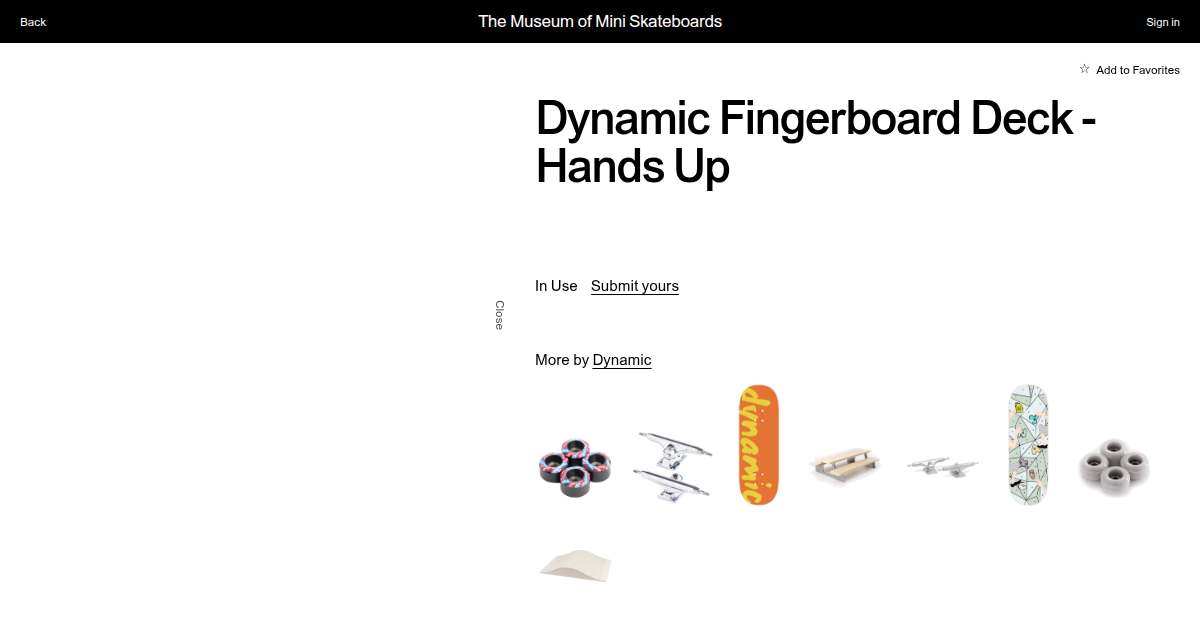 Back
The Museum of Mini Skateboards
Sign in
☆ Add to Favorites
Dynamic Fingerboard Deck -
Hands Up
In Use Submit yours
Close
More by Dynamic
dynamic